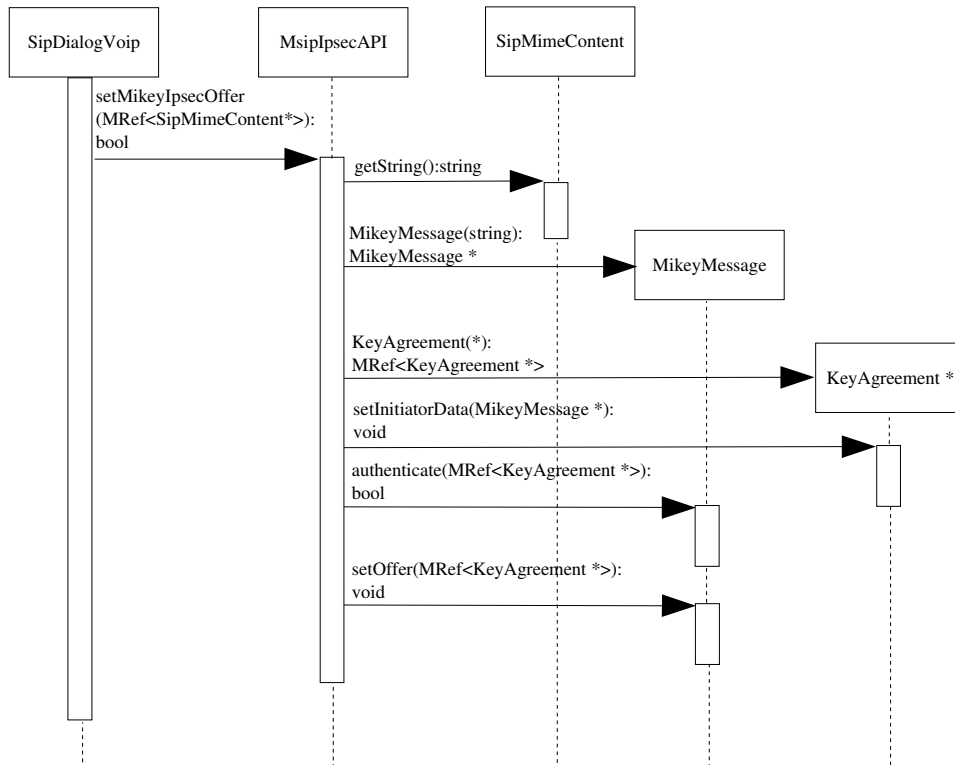 SipDialogVoip
MsipIpsecAPI
SipMimeContent
setMikeyIpsecOffer
(MRef<SipMimeContent*>):
bool
getString():string
MikeyMessage(string):
MikeyMessage *
MikeyMessage
KeyAgreement(*):
MRef<KeyAgreement *>
KeyAgreement *
setInitiatorData(MikeyMessage *):
void
authenticate(MRef<KeyAgreement *>):
bool
setOffer(MRef<KeyAgreement *>):
void